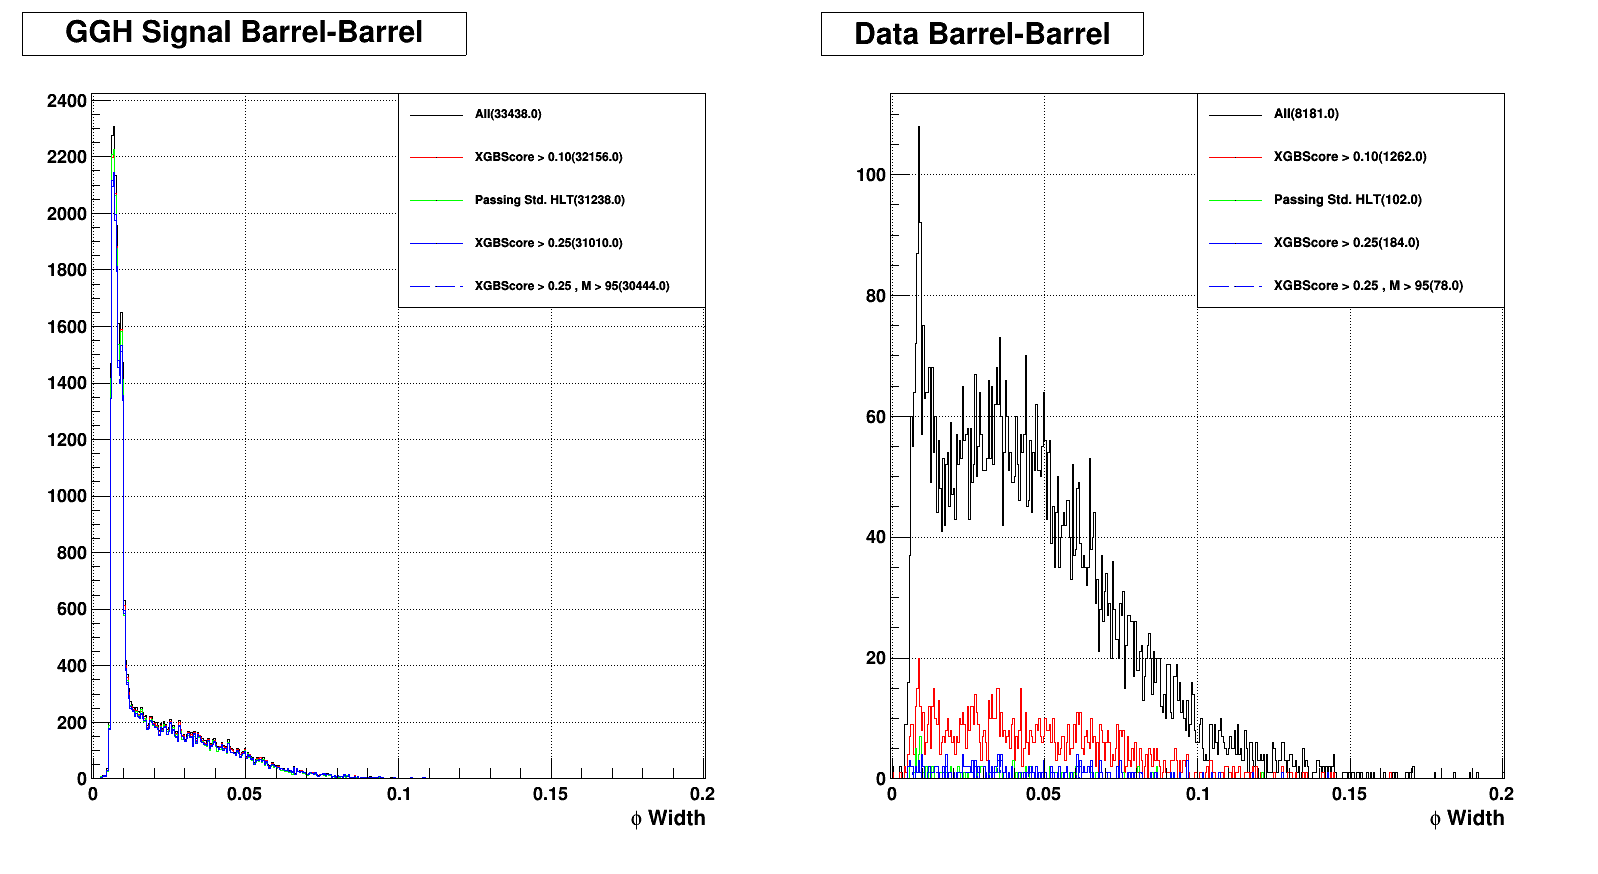 GGH Signal Barrel-Barrel
2400
2200
2000
1800
1600
1400
1200
1000
800
600
400
200
0
0
0.05
0.1
0.15
0.2
ϕ Width
All(33438.0)
XGBScore > 0.10(32156.0)
Passing Std. HLT(31238.0)
XGBScore > 0.25(31010.0)
XGBScore > 0.25 , M > 95(30444.0)
Data Barrel-Barrel
100
80
60
40
20
0
0
0.05
0.1
0.15
0.2
ϕ Width
All(8181.0)
XGBScore > 0.10(1262.0)
Passing Std. HLT(102.0)
XGBScore > 0.25(184.0)
XGBScore > 0.25 , M > 95(78.0)